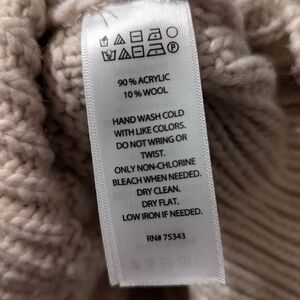 90% ACRYLIC
10% WOOL
HAND WASH COLD
WITH LIKE COLORS.
DO NOT WRING OR
TWIST.
ONLY NON-CHLORINE
BLEACH WHEN NEEDED.
DRY CLEAN.
DRY FLAT.
LOW IRON IF NEEDED.
RN# 75343